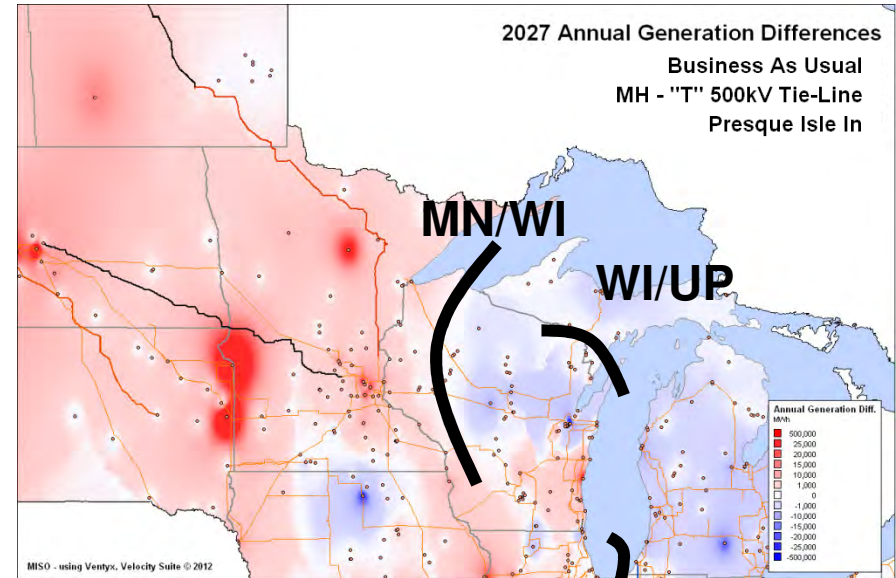 2027 Annual Generation Differences
Business As Usual
MH - "T" 500kV Tie-Line
Presque Isle In
MN/WI
WI/UP
Annual Generation Diff.
MWh
500,000
25,000
20,000
15,000
10,000
1,000
0
-1,000
-10,000
-15,000
-20,000
-25,000
-500,000
MISO - using Ventyx, Velocity Suite © 2012